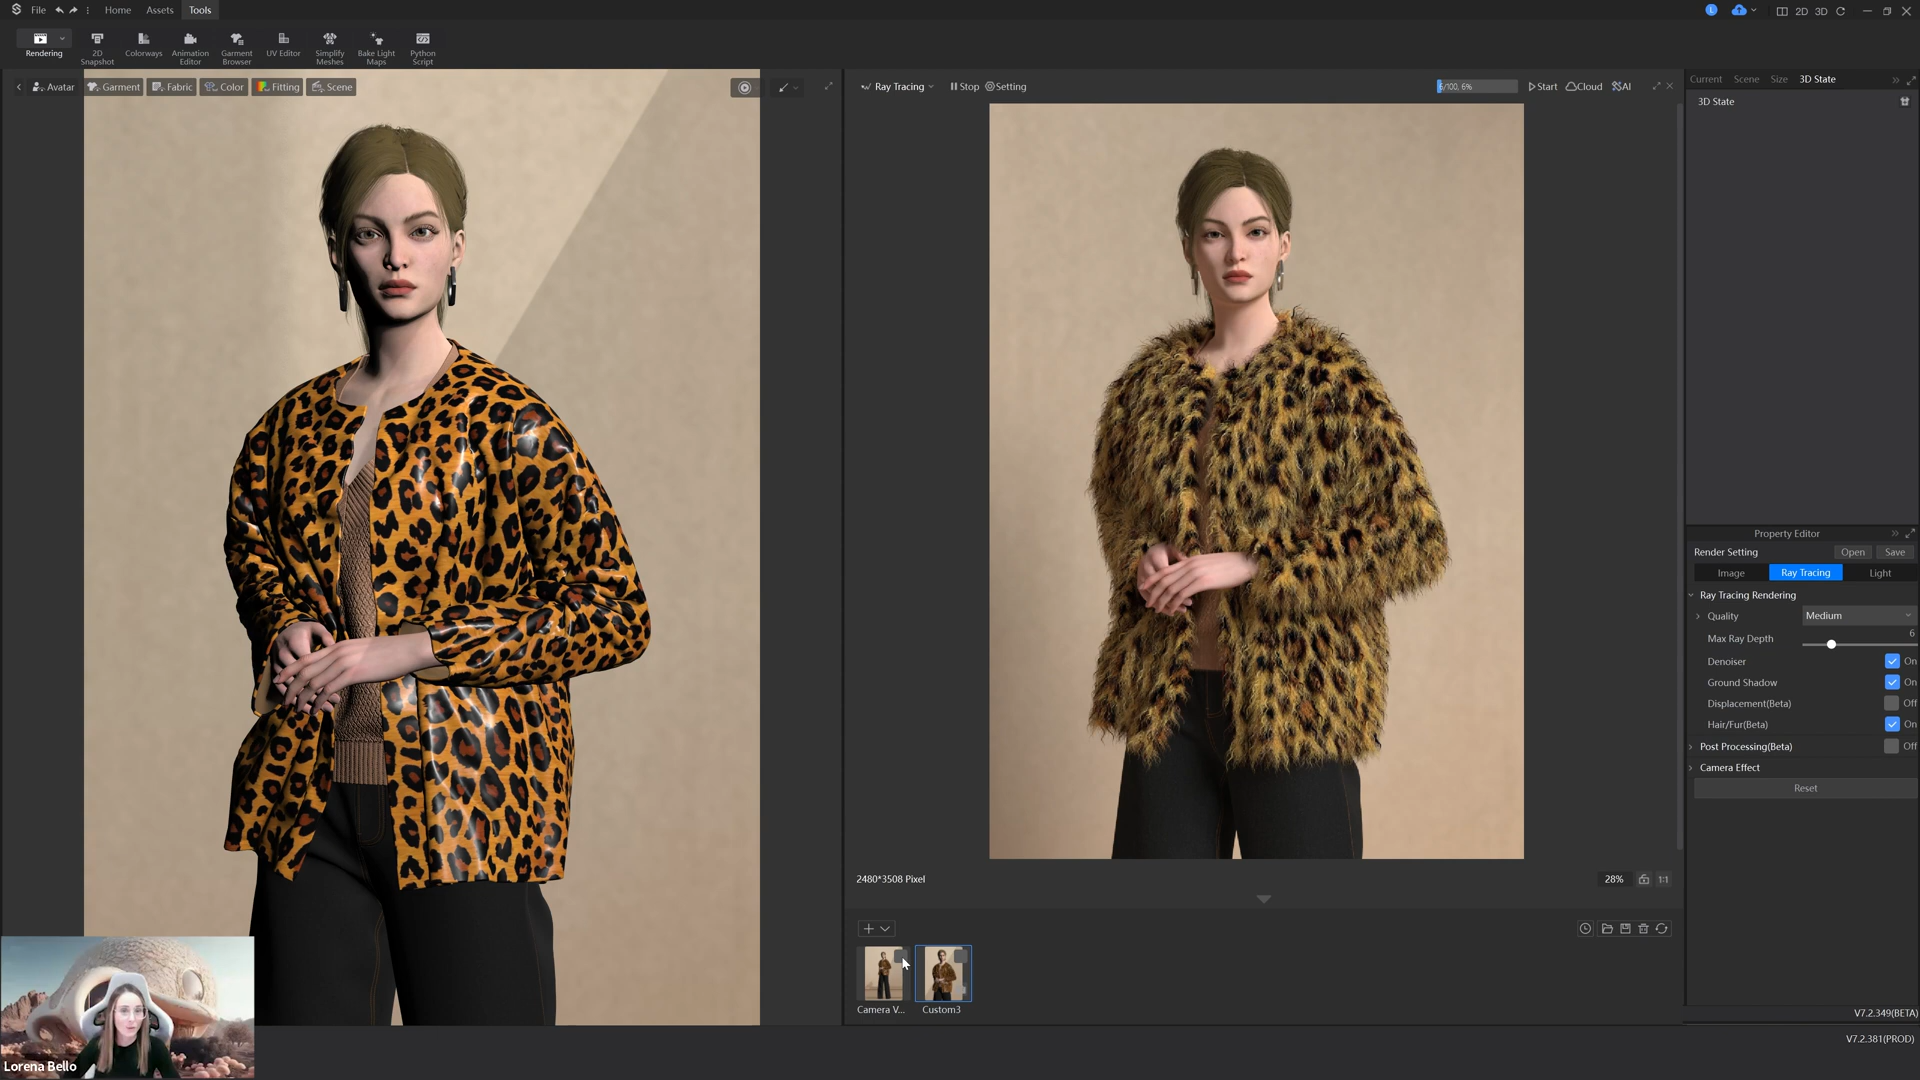 File
Home
Assets
Tools
L
2D
3D
Rendering
2D
Snapshot
Colorways
Animation
Editor
Garment
Browser
UV Editor
Simplify
Meshes
Bake Light
Maps
Python
Script
Avatar
Garment
Fabric
Color
Fitting
Scene
Ray Tracing
Stop
Setting
6/100, 6%
Start
Cloud
AI
Current
Scene
Size
3D State
3D State
Property Editor
Render Setting
Open
Save
Image
Ray Tracing
Light
Ray Tracing Rendering
Quality
Medium
Max Ray Depth
6
Denoiser
On
Ground Shadow
On
Displacement(Beta)
Off
Hair/Fur(Beta)
On
Post Processing(Beta)
Off
Camera Effect
Reset
2480*3508 Pixel
28%
1:1
Camera V...
Custom3
V7.2.349(BETA)
V7.2.381(PROD)
Lorena Bello